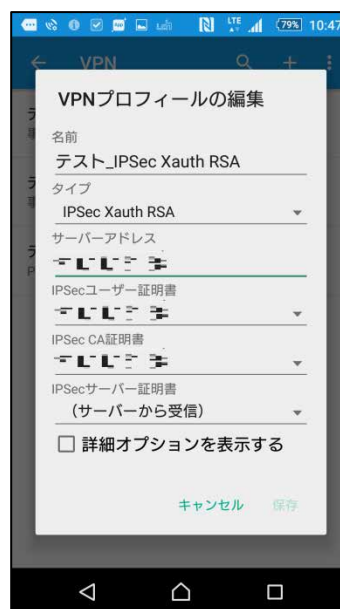 79% 10:47
LTE
VPN
VPNプロフィールの編集
名前
テスト_IPSec Xauth RSA
タイプ
IPSec Xauth RSA
サーバーアドレス
IPSecユーザー証明書
IPSec CA証明書
IPSecサーバー証明書
(サーバーから受信)
詳細オプションを表示する
キャンセル 保存